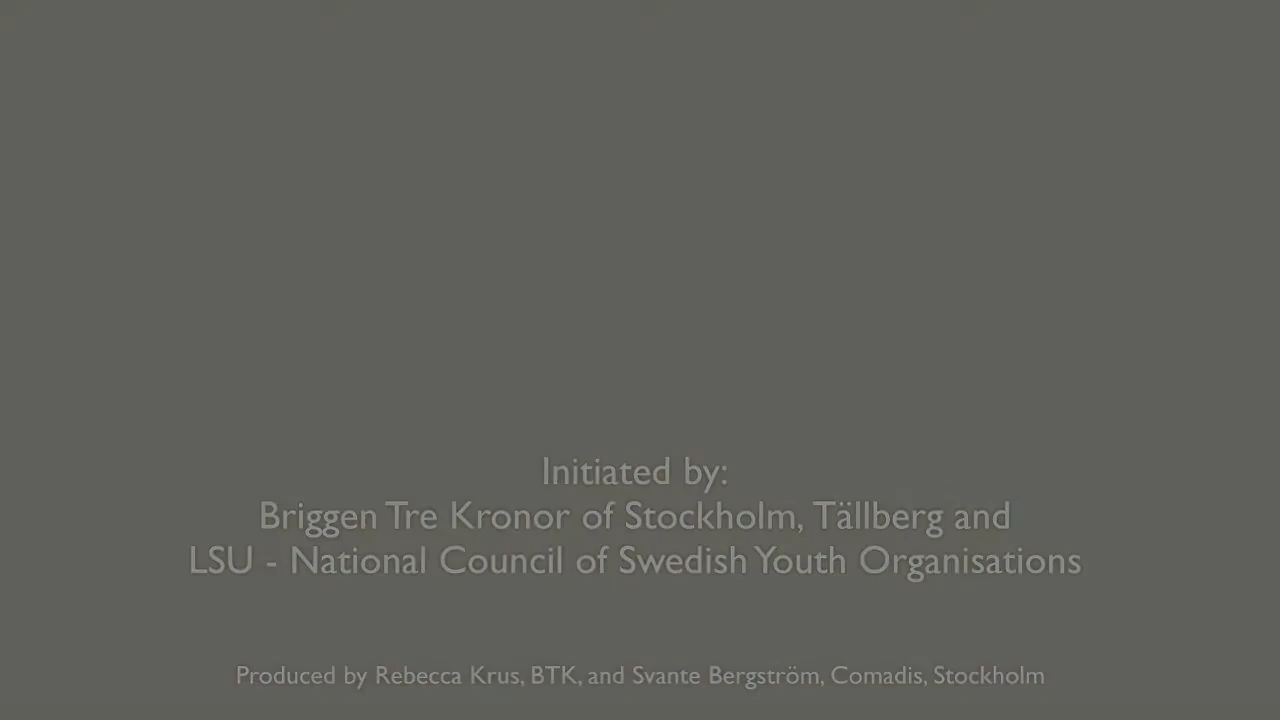 Initiated by:
Briggen Tre Kronor of Stockholm, Tällberg and
LSU - National Council of Swedish Youth Organisations
Produced by Rebecca Krus, BTK, and Svante Bergström, Comadis, Stockholm